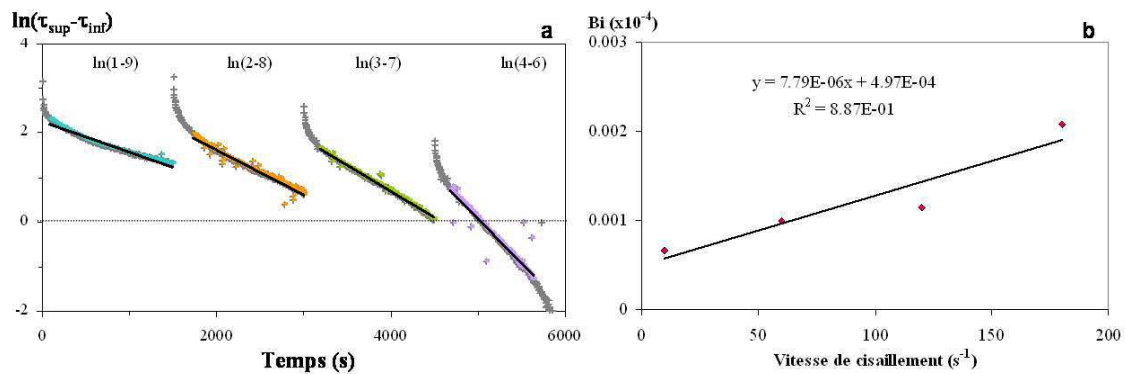 ln(τsup-τinf)
a
4
2
0
-2
ln(1-9)
ln(2-8)
ln(3-7)
ln(4-6)
0
2000
4000
6000
Temps (s)
Bi (x10-4)
b
0.003
0.002
0.001
0
y = 7.79E-06x + 4.97E-04
R2 = 8.87E-01
0
50
100
150
200
Vitesse de cisaillement (s-1)